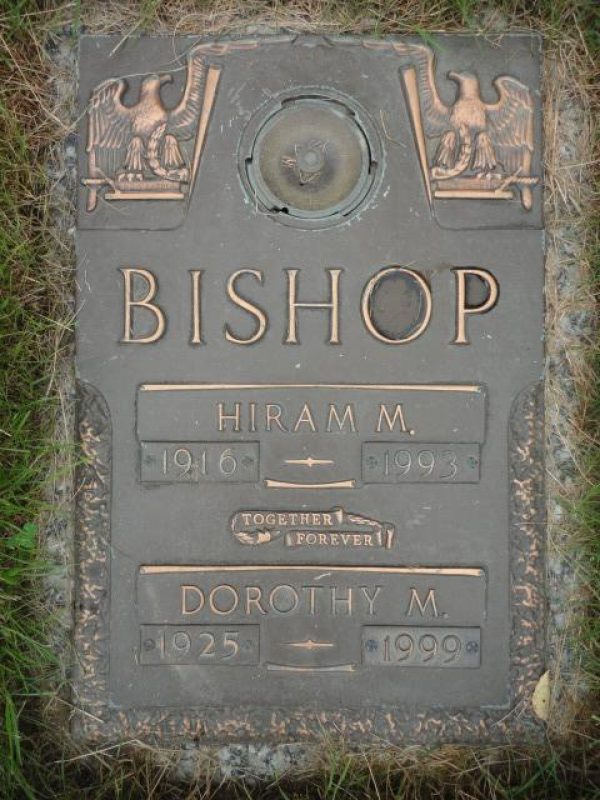 BISHOP
HIRAM M.
1916 1993
TOGETHER
FOREVER
DOROTHY M.
1925 1999